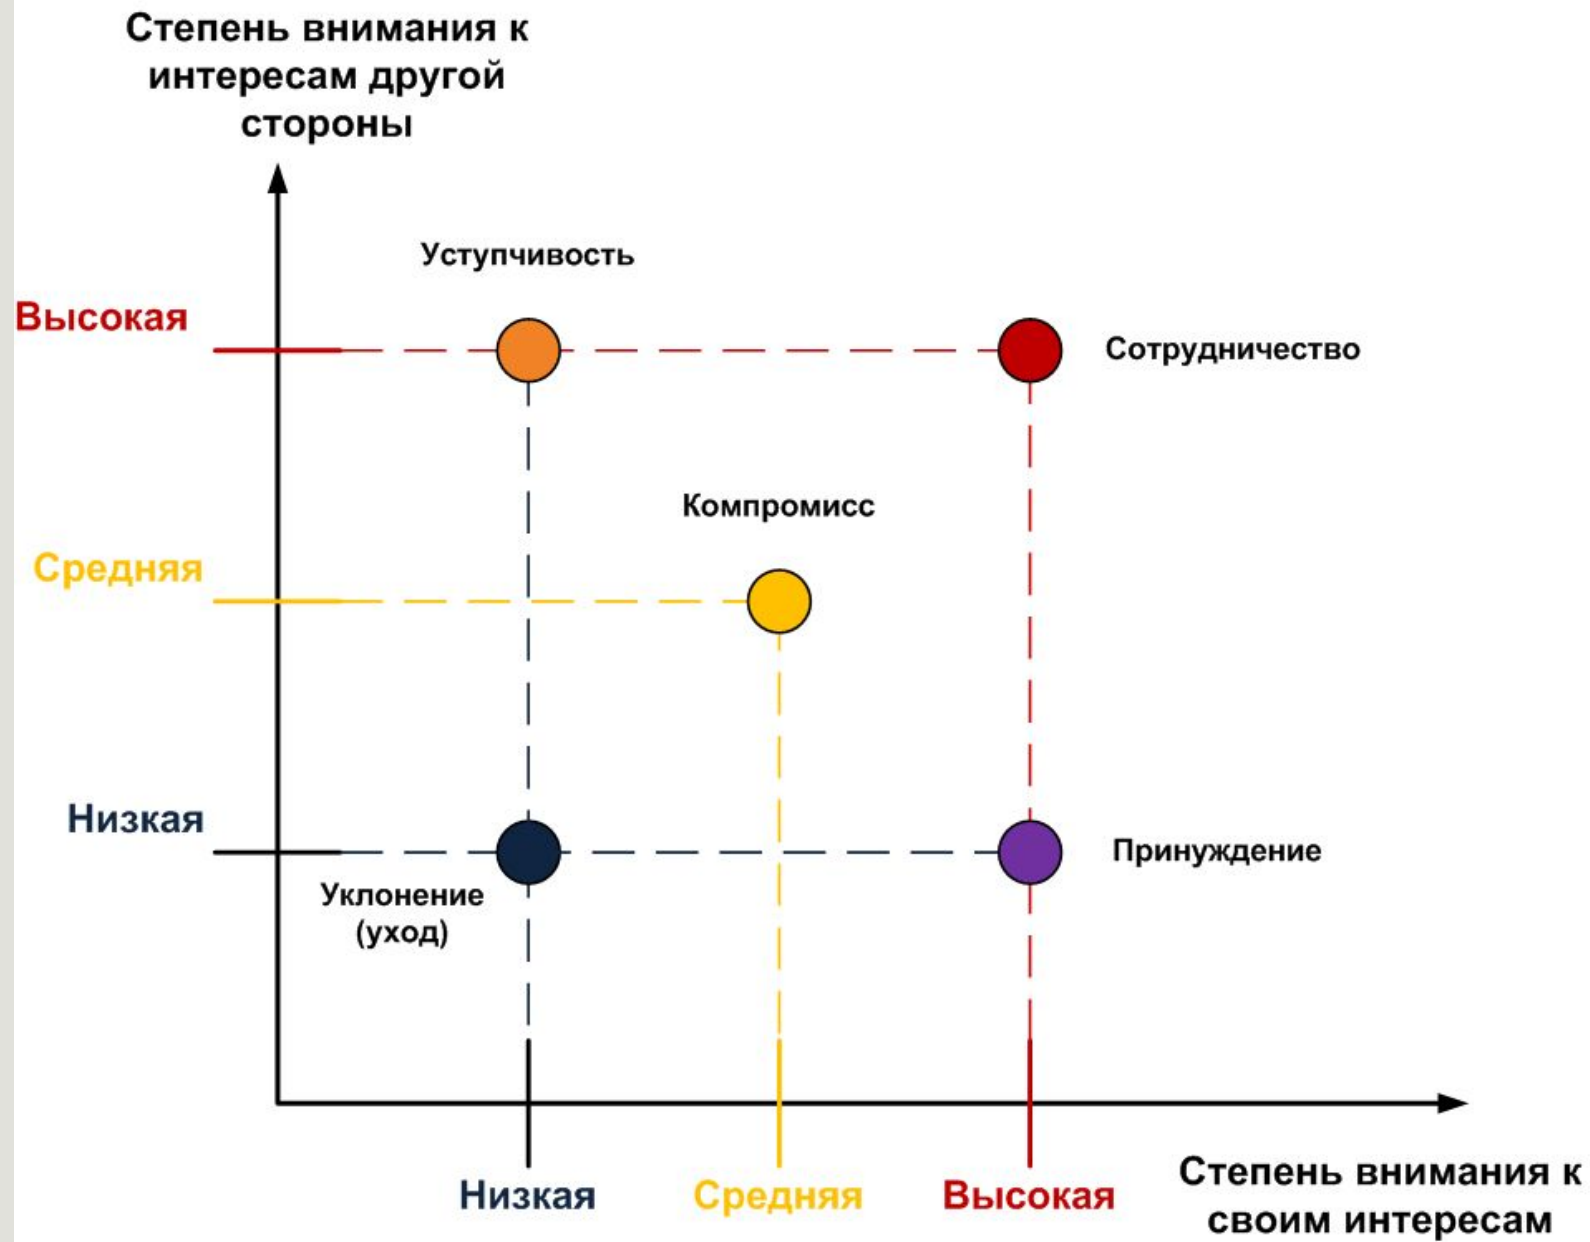 Степень внимания к
интересам другой
стороны
Уступчивость
Высокая
Сотрудничество
Компромисс
Средняя
Низкая
Принуждение
Уклонение
(уход)
Низкая
Средняя
Высокая
Степень внимания к
своим интересам